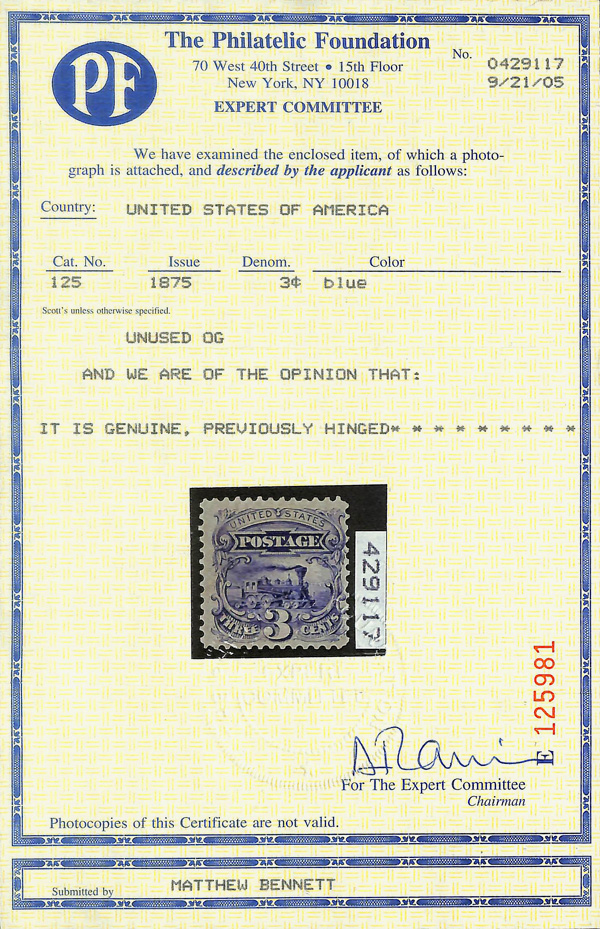 PF
The Philatelic Foundation
70 West 40th Street • 15th Floor
New York, NY 10018
EXPERT COMMITTEE
No. 0429117
9/21/05
We have examined the enclosed item, of which a photo-
graph is attached, and described by the applicant as follows:
Country: UNITED STATES OF AMERICA
Cat. No. Issue Denom. Color
125 1875 3¢ blue
Scott's unless otherwise specified.
UNUSED OG
AND WE ARE OF THE OPINION THAT:
IT IS GENUINE, PREVIOUSLY HINGED* * * * * * * * * *
UNITED STATES
POSTAGE
THREE 3 CENTS
429117
E 125981
For The Expert Committee
Chairman
Photocopies of this Certificate are not valid.
Submitted by MATTHEW BENNETT